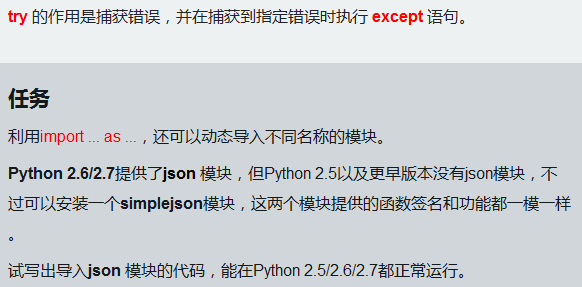 try 的作用是捕获错误，并在捕获到指定错误时执行 except 语句。
任务
利用import ... as ...，还可以动态导入不同名称的模块。
Python 2.6/2.7提供了json 模块，但Python 2.5以及更早版本没有json模块，不
过可以安装一个simplejson模块，这两个模块提供的函数签名和功能都一模一样
。
试写出导入json 模块的代码，能在Python 2.5/2.6/2.7都正常运行。